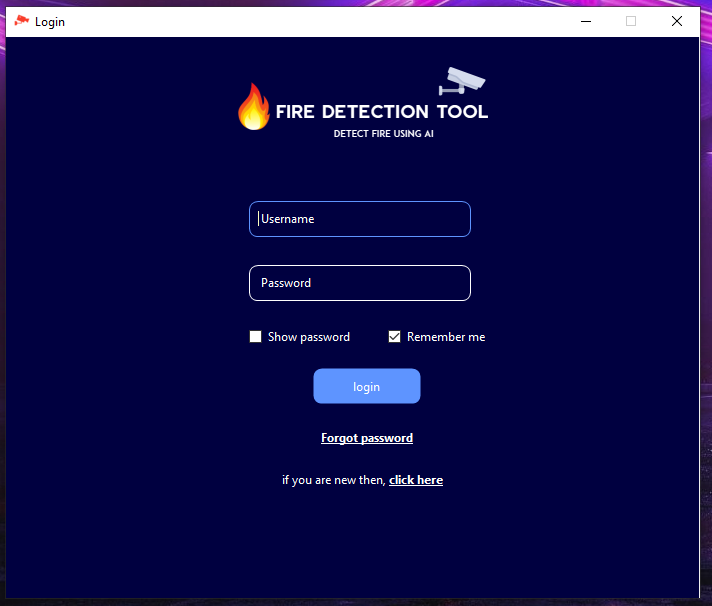 Login
FIRE DETECTION TOOL
DETECT FIRE USING AI
Username
Password
Show password Remember me
login
Forgot password
if you are new then, click here